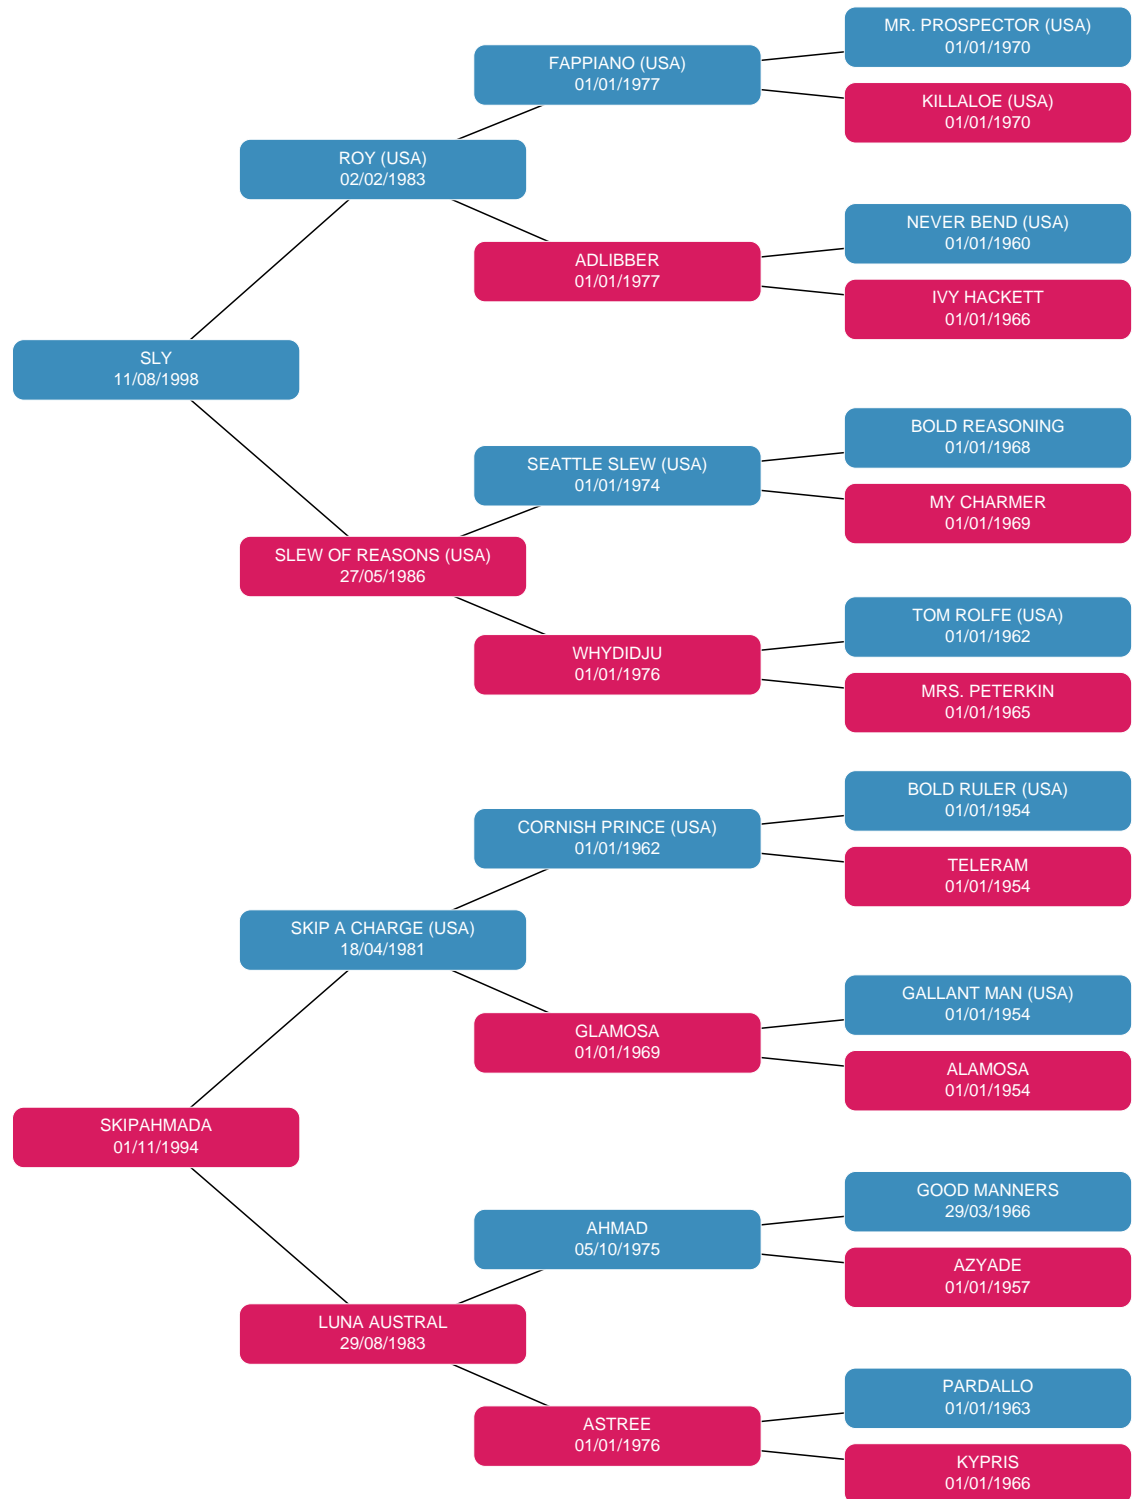 MR. PROSPECTOR (USA)
01/01/1970
FAPPIANO (USA)
01/01/1977
KILLALOE (USA)
01/01/1970
ROY (USA)
02/02/1983
NEVER BEND (USA)
01/01/1960
ADLIBBER
01/01/1977
IVY HACKETT
01/01/1966
SLY
11/08/1998
BOLD REASONING
01/01/1968
SEATTLE SLEW (USA)
01/01/1974
MY CHARMER
01/01/1969
SLEW OF REASONS (USA)
27/05/1986
TOM ROLFE (USA)
01/01/1962
WHYDIDJU
01/01/1976
MRS. PETERKIN
01/01/1965
BOLD RULER (USA)
01/01/1954
CORNISH PRINCE (USA)
01/01/1962
TELERAM
01/01/1954
SKIP A CHARGE (USA)
18/04/1981
GALLANT MAN (USA)
01/01/1954
GLAMOSA
01/01/1969
ALAMOSA
01/01/1954
SKIPAHMADA
01/11/1994
GOOD MANNERS
29/03/1966
AHMAD
05/10/1975
AZYADE
01/01/1957
LUNA AUSTRAL
29/08/1983
PARDALLO
01/01/1963
ASTREE
01/01/1976
KYPRIS
01/01/1966